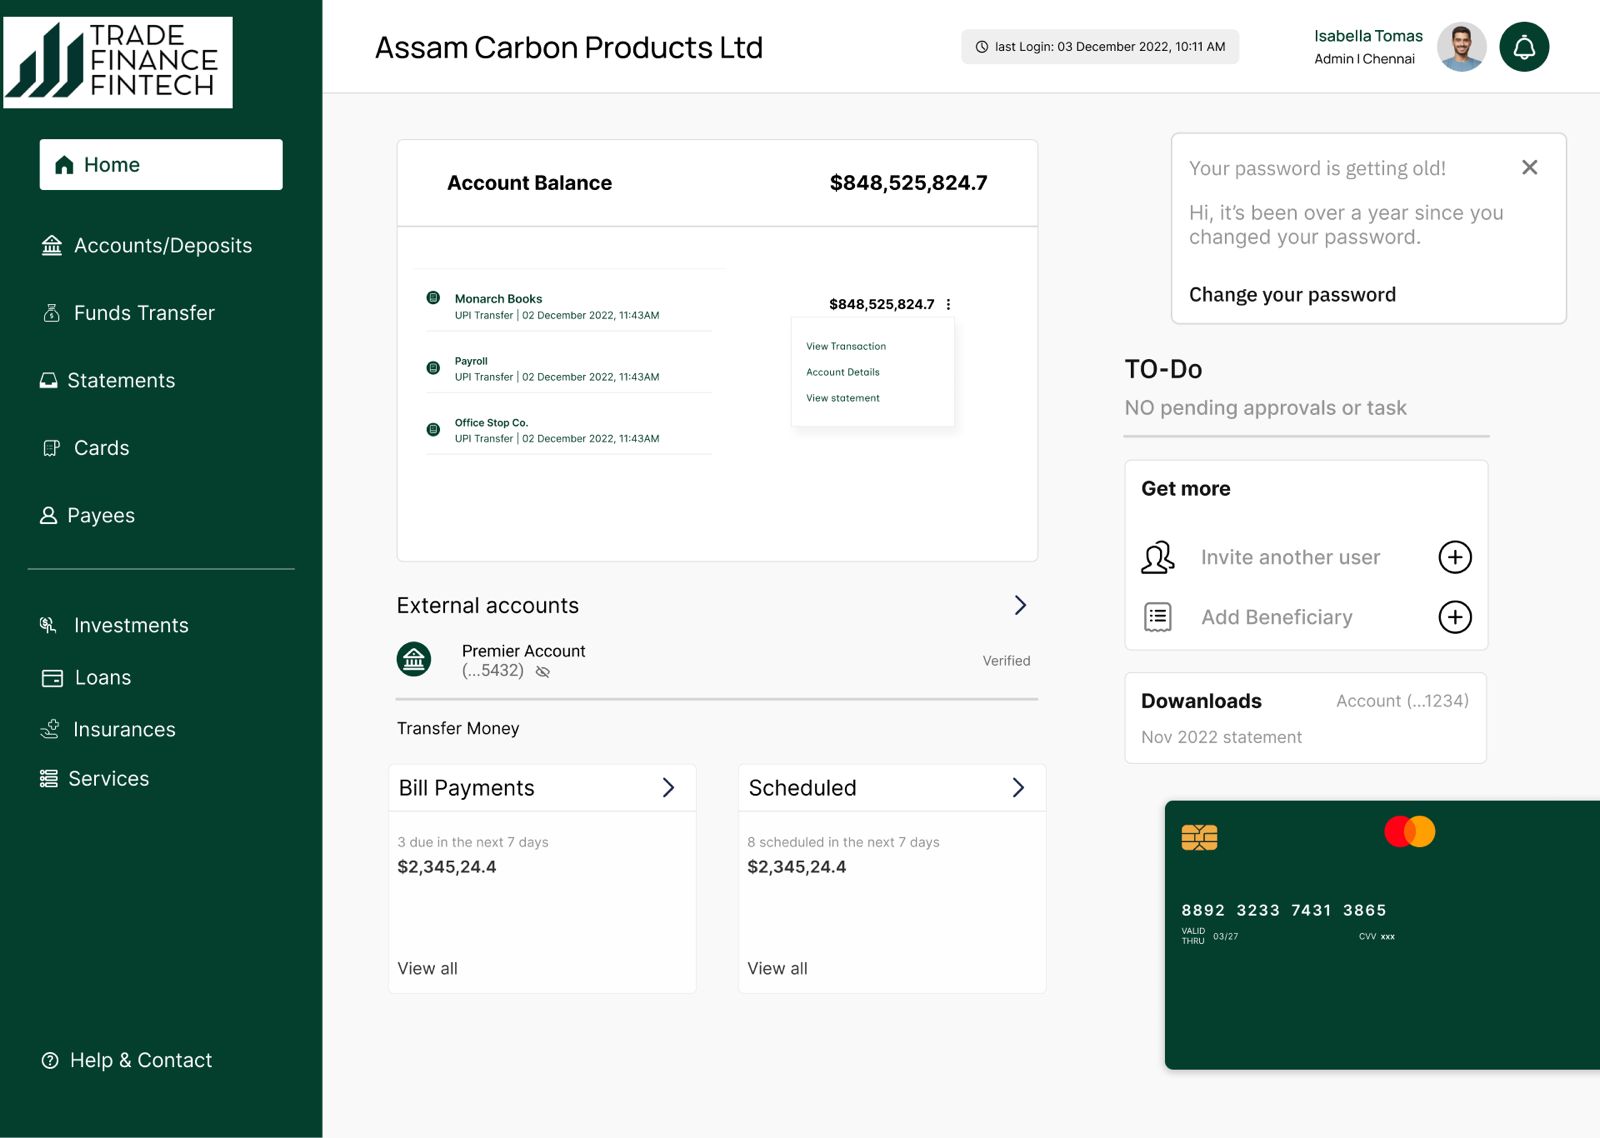 TRADE
FINANCE
FINTECH
Home
Accounts/Deposits
Funds Transfer
Statements
Cards
Payees
Investments
Loans
Insurances
Services
Help & Contact
Assam Carbon Products Ltd
last Login: 03 December 2022, 10:11 AM
Isabella Tomas
Admin | Chennai
Account Balance
$848,525,824.7
Monarch Books
UPI Transfer | 02 December 2022, 11:43AM
Payroll
UPI Transfer | 02 December 2022, 11:43AM
Office Stop Co.
UPI Transfer | 02 December 2022, 11:43AM
$848,525,824.7
View Transaction
Account Details
View statement
External accounts
Premier Account
(...5432)
Verified
Transfer Money
Bill Payments
3 due in the next 7 days
$2,345,24.4
View all
Scheduled
8 scheduled in the next 7 days
$2,345,24.4
View all
Your password is getting old!
Hi, it's been over a year since you
changed your password.
Change your password
TO-Do
NO pending approvals or task
Get more
Invite another user
Add Beneficiary
Dowanloads
Account (...1234)
Nov 2022 statement
8892 3233 7431 3865
VALID
THRU 03/27
CVV xxx